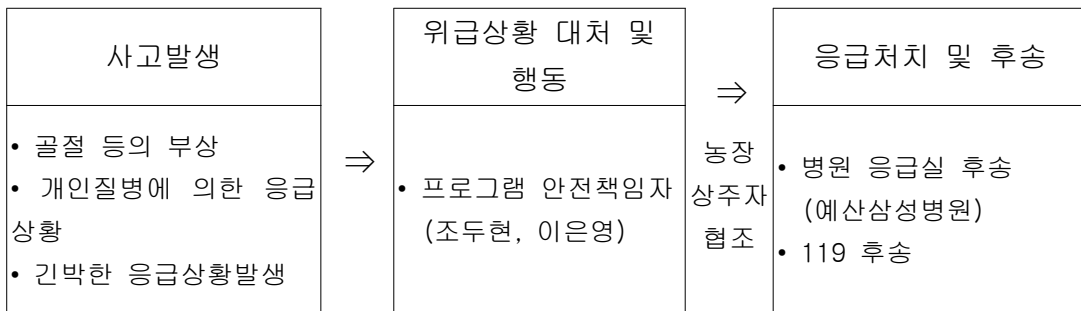 사고발생
• 골절 등의 부상
• 개인질병에 의한 응급
상황
• 긴박한 응급상황발생
⇒
위급상황 대처 및
행동
• 프로그램 안전책임자
(조두현, 이은영)
⇒
농장
상주자
협조
응급처치 및 후송
• 병원 응급실 후송
(예산삼성병원)
• 119 후송